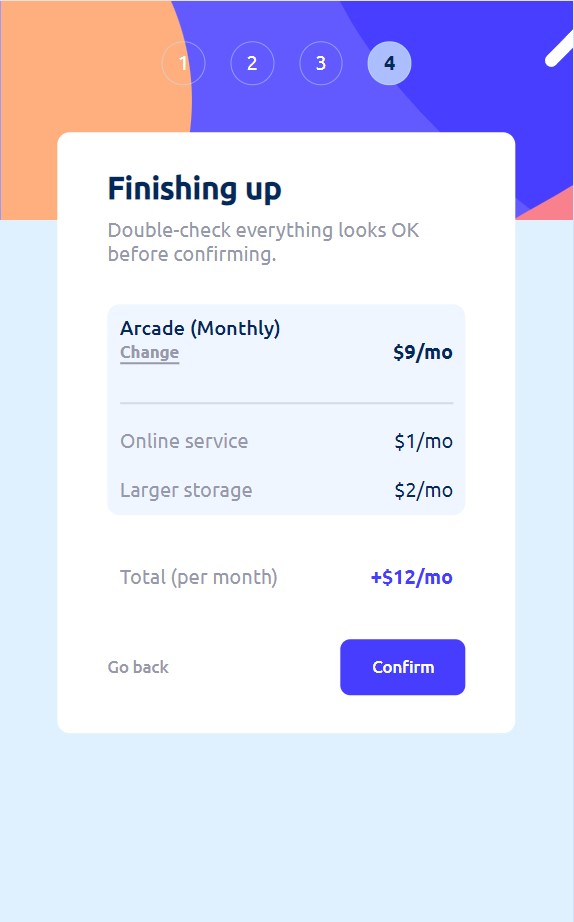 1 2 3 4
Finishing up
Double-check everything looks OK
before confirming.
Arcade (Monthly)
Change $9/mo
Online service $1/mo
Larger storage $2/mo
Total (per month) +$12/mo
Go back Confirm